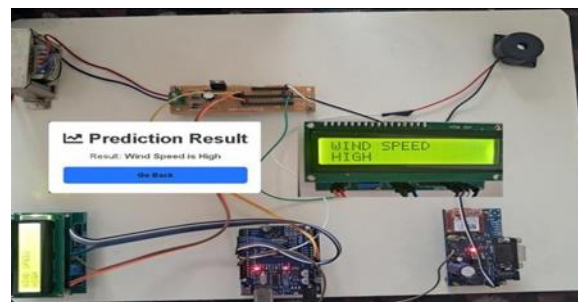 Prediction Result
Result: Wind Speed is High
Go Back
WIND SPEED
HIGH